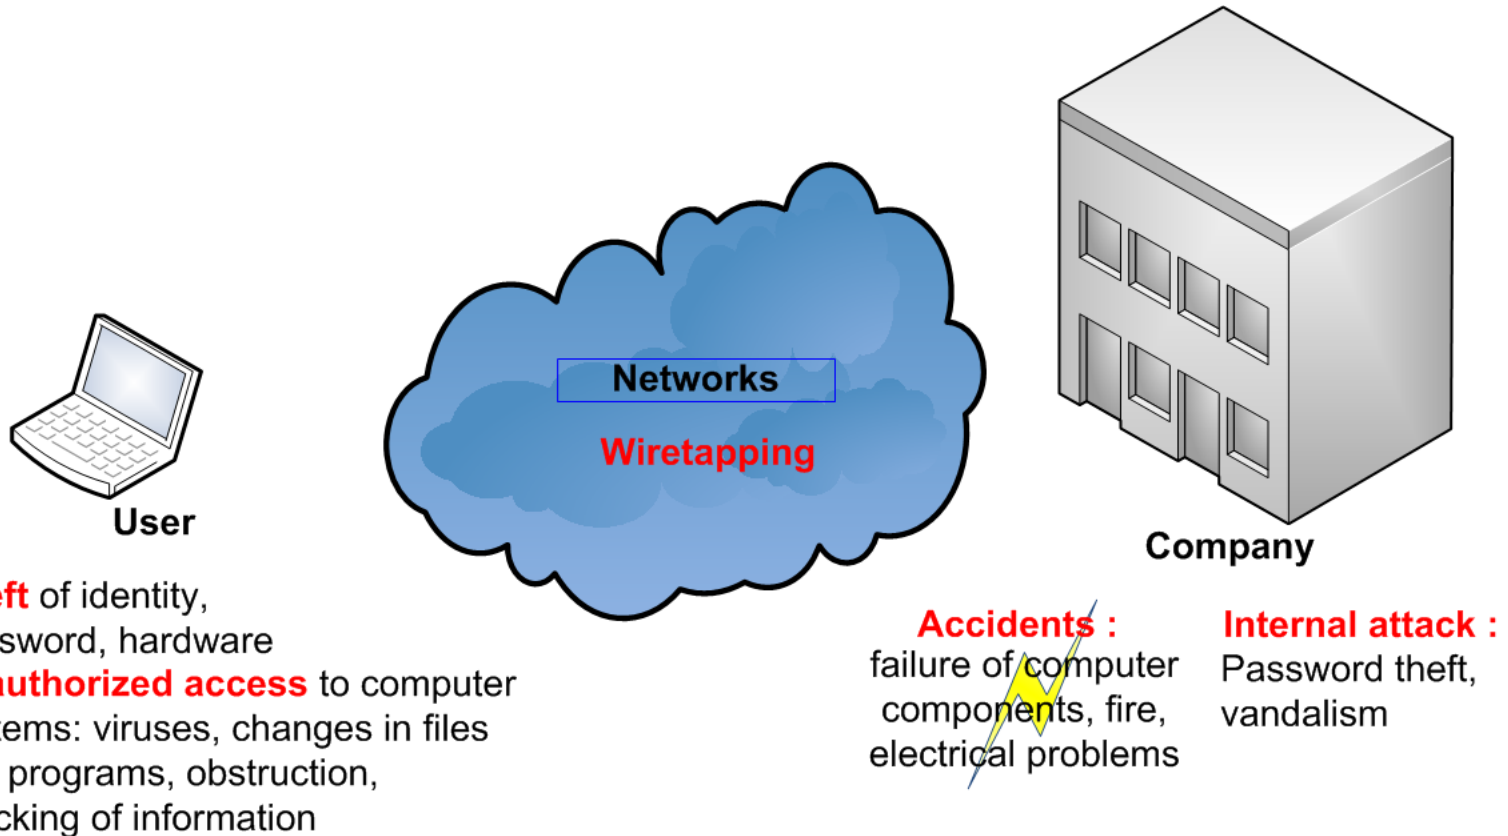 Networks
Wiretapping
User
Company
eft of identity,
sword, hardware
authorized access to computer
tems: viruses, changes in files
programs, obstruction,
cking of information
Accidents :
failure of computer
components, fire,
electrical problems
Internal attack :
Password theft,
vandalism